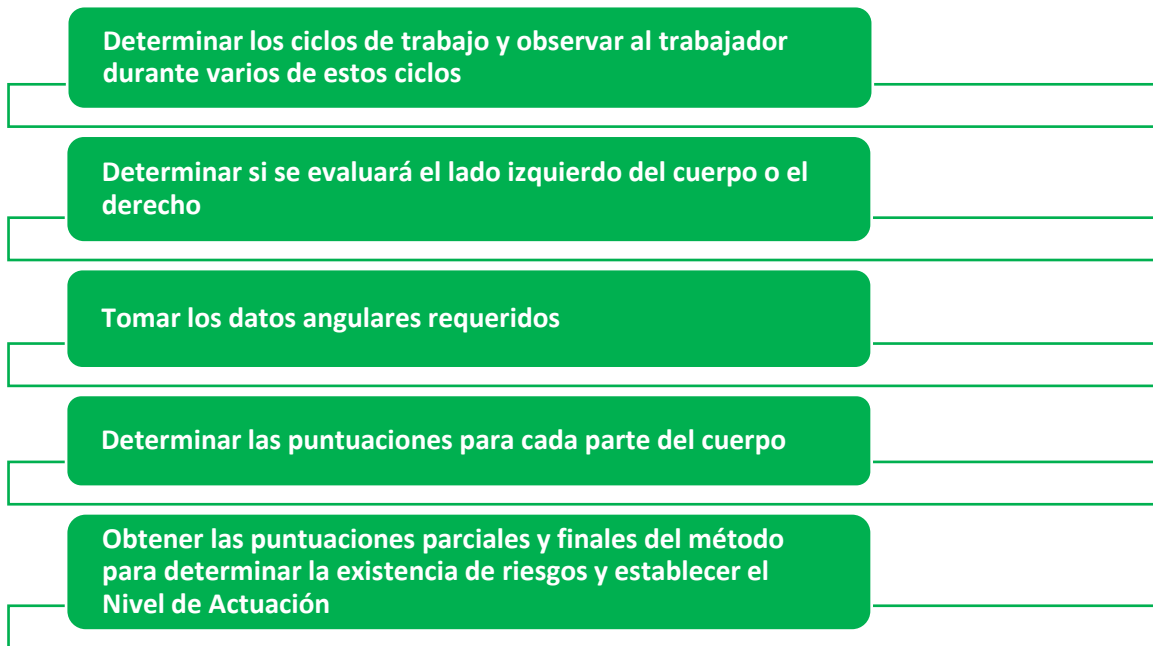 Determinar los ciclos de trabajo y observar al trabajador
durante varios de estos ciclos
Determinar si se evaluará el lado izquierdo del cuerpo o el
derecho
Tomar los datos angulares requeridos
Determinar las puntuaciones para cada parte del cuerpo
Obtener las puntuaciones parciales y finales del método
para determinar la existencia de riesgos y establecer el
Nivel de Actuación